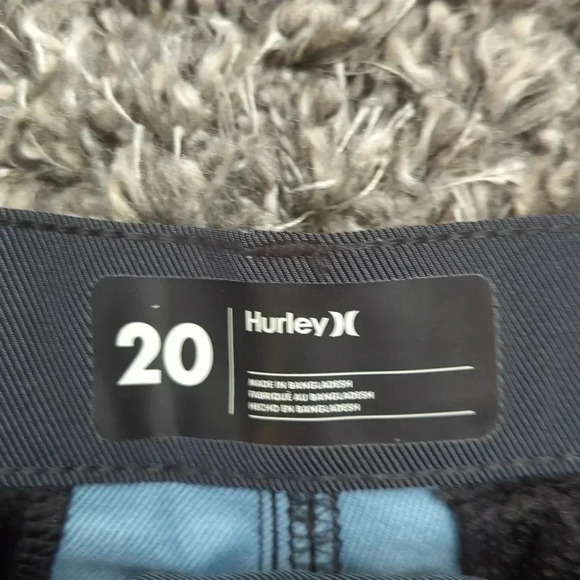 20
Hurley
MADE IN BANGLADESH
FABRIQUÉ AU BANGLADESH
HECHO EN BANGLADESH